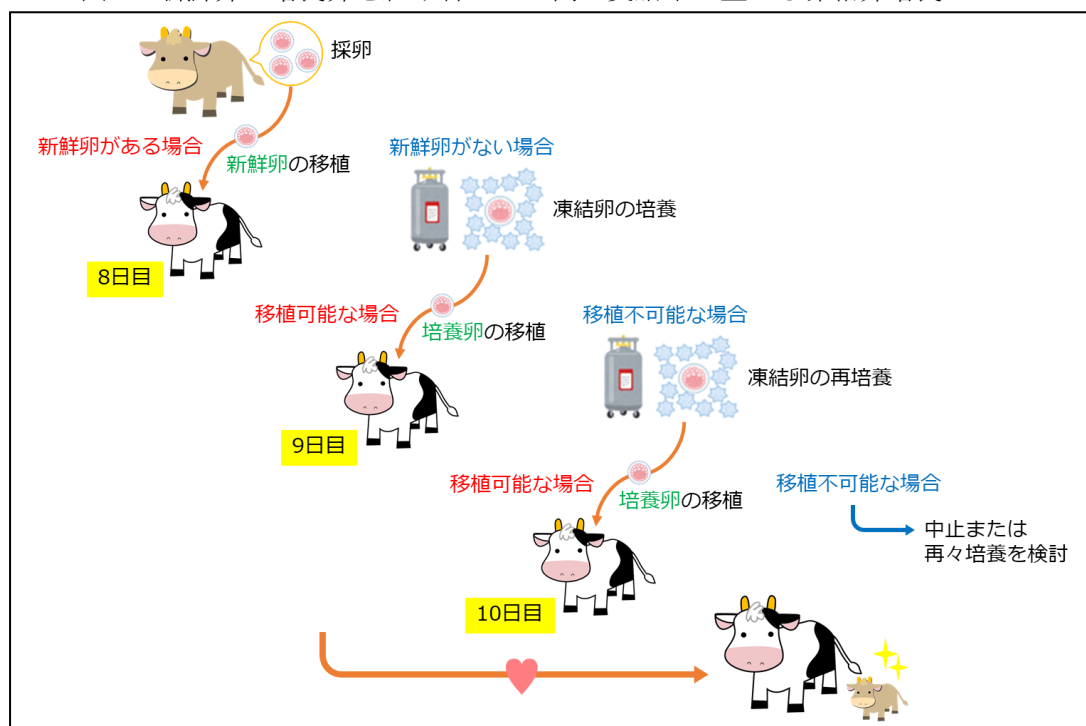 採卵
新鮮卵がある場合
新鮮卵の移植
新鮮卵がない場合
凍結卵の培養
8日目
移植可能な場合
培養卵の移植
移植不可能な場合
凍結卵の再培養
9日目
移植可能な場合
培養卵の移植
移植不可能な場合
中止または
再々培養を検討
10日目